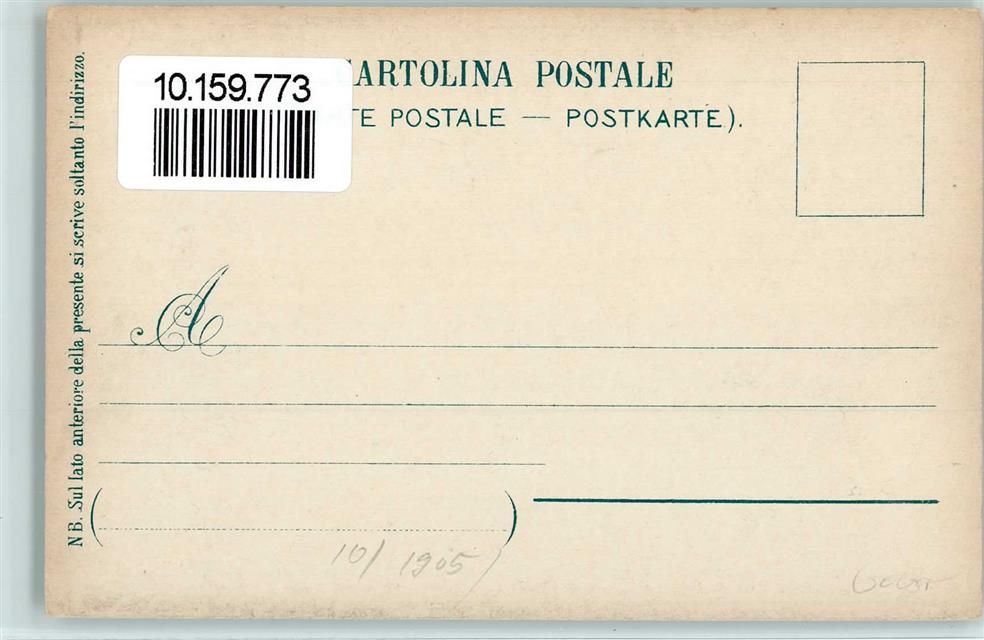 10.159.773
CARTOLINA POSTALE
TE POSTALE — POSTKARTE).
N B. Sul lato anteriore della presente si scrive soltanto l'indirizzo.
A
( )
10/ 1905 /